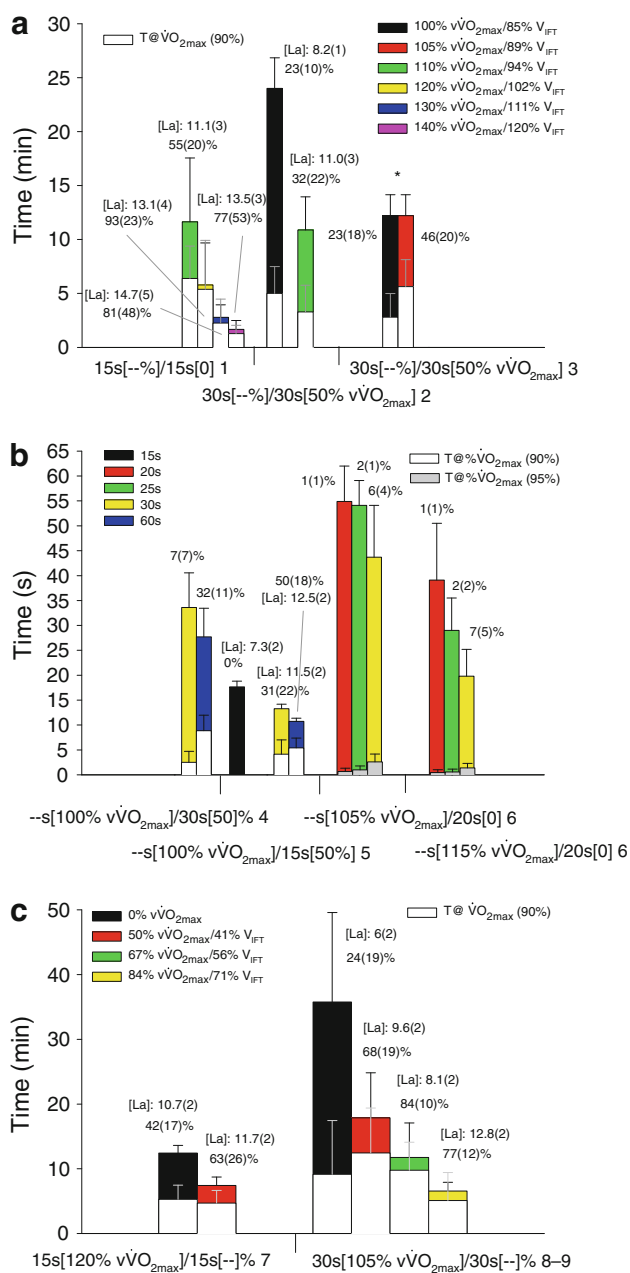 a
T@V̇O2max (90%)
100% vV̇O2max/85% VIFT
105% vV̇O2max/89% VIFT
110% vV̇O2max/94% VIFT
120% vV̇O2max/102% VIFT
130% vV̇O2max/111% VIFT
140% vV̇O2max/120% VIFT
Time (min)
30
25
20
15
10
5
0
[La]: 8.2(1)
23(10)%
[La]: 11.1(3)
55(20)%
[La]: 11.0(3)
32(22)%
[La]: 13.1(4)
93(23)%
[La]: 13.5(3)
77(53)%
[La]: 14.7(5)
81(48)%
*
23(18)%
46(20)%
15s[--%]/15s[0] 1
30s[--%]/30s[50% vV̇O2max] 2
30s[--%]/30s[50% vV̇O2max] 3
b
15s
20s
25s
30s
60s
T@%V̇O2max (90%)
T@%V̇O2max (95%)
Time (s)
65
60
55
50
45
40
35
30
25
20
15
10
5
0
7(7)%
32(11)%
[La]: 7.3(2)
0%
50(18)%
[La]: 12.5(2)
[La]: 11.5(2)
31(22)%
1(1)%
2(1)%
6(4)%
1(1)%
2(2)%
7(5)%
--s[100% vV̇O2max]/30s[50]% 4
--s[100% vV̇O2max]/15s[50%] 5
--s[105% vV̇O2max]/20s[0] 6
--s[115% vV̇O2max]/20s[0] 6
c
0% vV̇O2max
50% vV̇O2max/41% VIFT
67% vV̇O2max/56% VIFT
84% vV̇O2max/71% VIFT
T@ V̇O2max (90%)
Time (min)
50
40
30
20
10
0
[La]: 10.7(2)
42(17)%
[La]: 11.7(2)
63(26)%
[La]: 6(2)
24(19)%
[La]: 9.6(2)
68(19)%
[La]: 8.1(2)
84(10)%
[La]: 12.8(2)
77(12)%
15s[120% vV̇O2max]/15s[--]% 7
30s[105% vV̇O2max]/30s[--]% 8–9